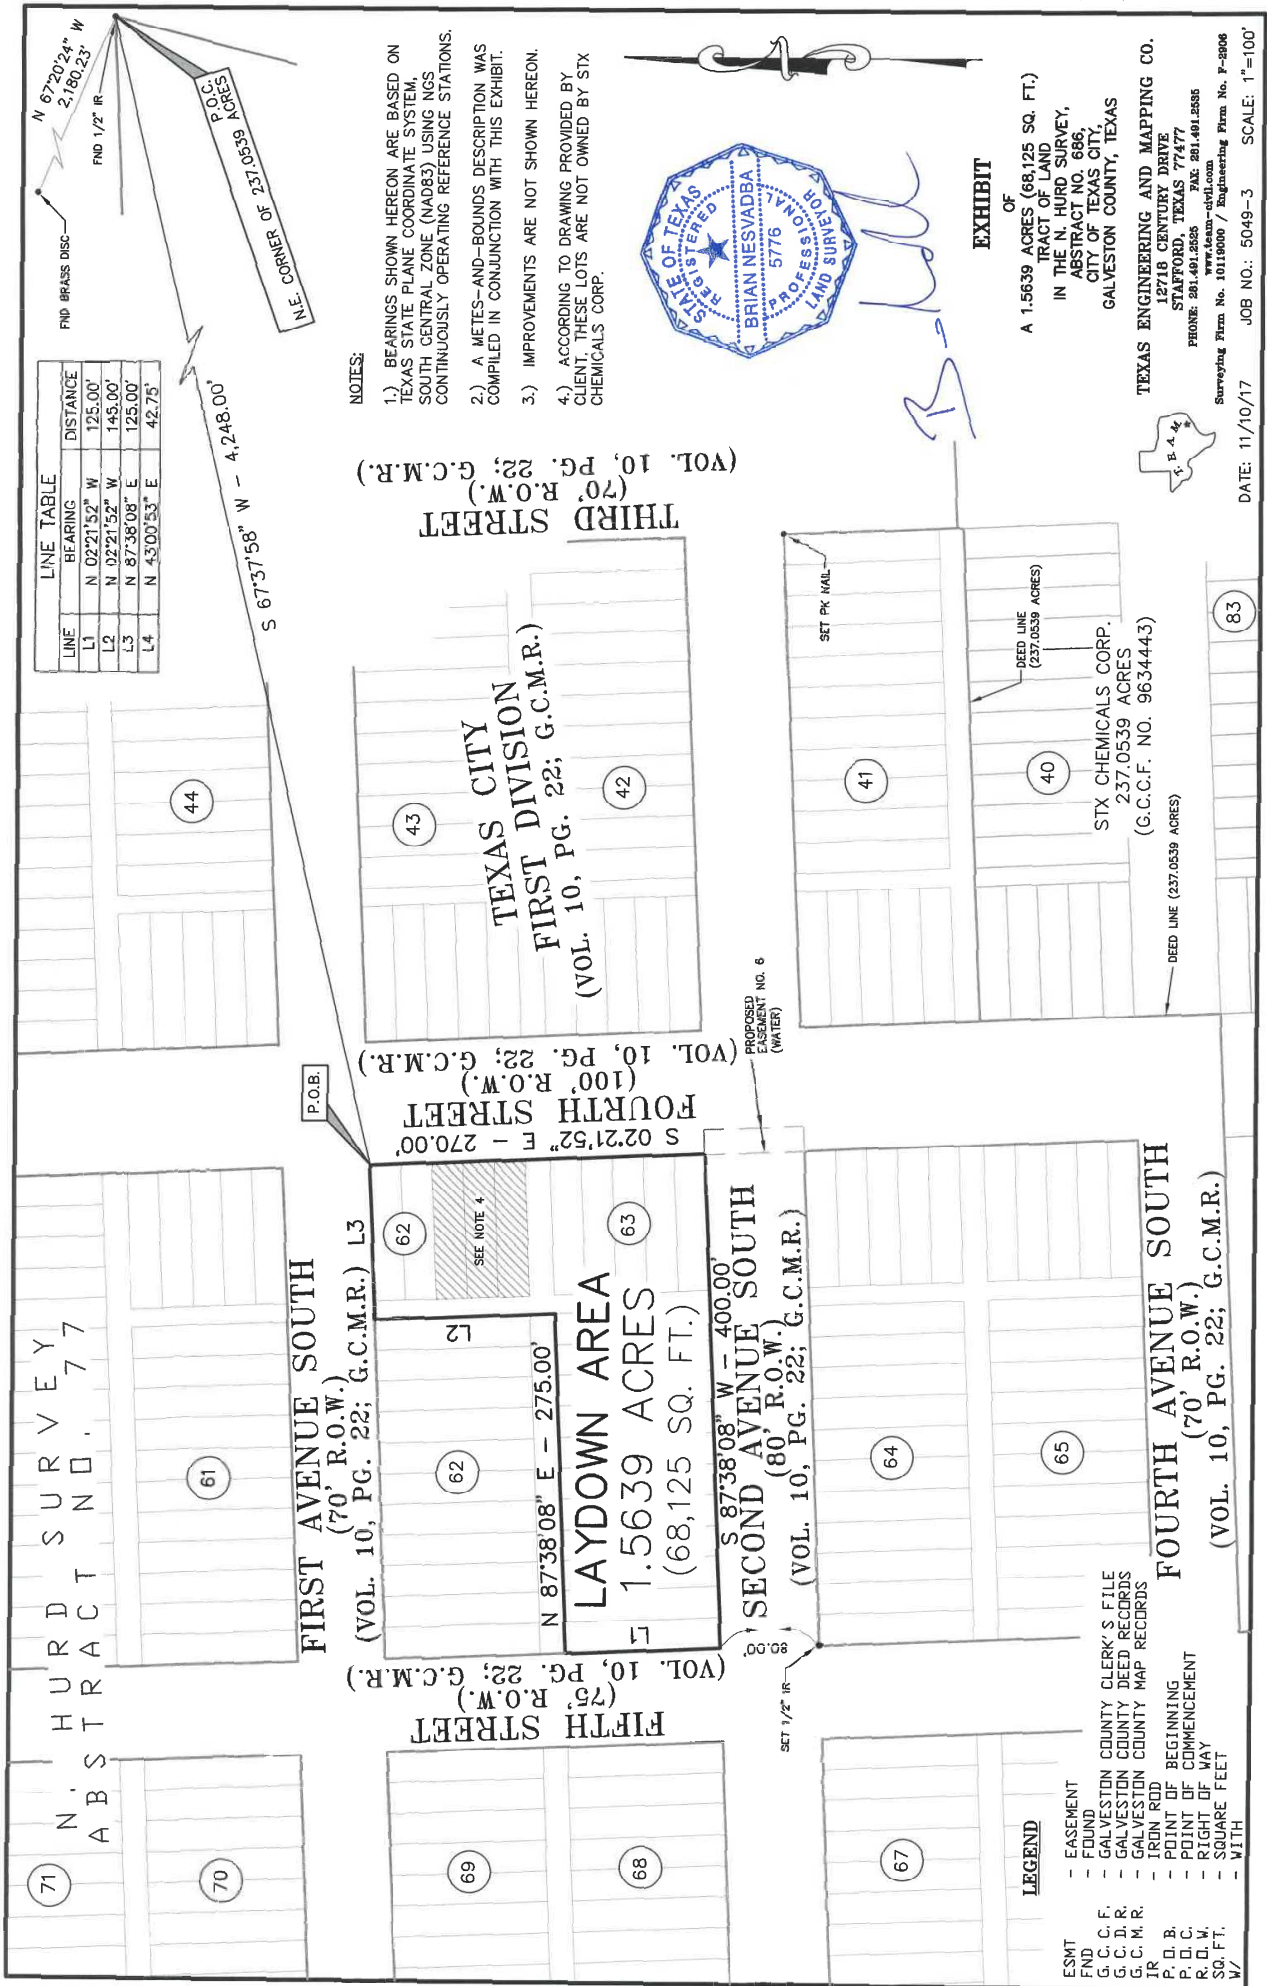 N. HURD SURVEY
ABSTRACT NO. 77
71
70
69
68
67
61
62
62
63
64
65
44
43
42
41
40
83
FIRST AVENUE SOUTH
(70' R.O.W.)
(VOL. 10, PG. 22; G.C.M.R.)
L3
L2
L1
SEE NOTE 4
N 87°38'08" E - 275.00'
LAYDOWN AREA
1.5639 ACRES
(68,125 SQ. FT.)
S 87°38'08" W - 400.00'
SECOND AVENUE SOUTH
(80' R.O.W.)
(VOL. 10, PG. 22; G.C.M.R.)
80.00'
SET 1/2" IR
FIFTH STREET
(75' R.O.W.)
(VOL. 10, PG. 22; G.C.M.R.)
S 02°21'52" E - 270.00'
FOURTH STREET
(100' R.O.W.)
(VOL. 10, PG. 22; G.C.M.R.)
P.O.B.
PROPOSED
EASEMENT NO. 6
(WATER)
FOURTH AVENUE SOUTH
(70' R.O.W.)
(VOL. 10, PG. 22; G.C.M.R.)
TEXAS CITY
FIRST DIVISION
(VOL. 10, PG. 22; G.C.M.R.)
THIRD STREET
(70' R.O.W.)
(VOL. 10, PG. 22; G.C.M.R.)
SET PK NAIL
DEED LINE
(237.0539 ACRES)
STX CHEMICALS CORP.
237.0539 ACRES
(G.C.C.F. NO. 9634443)
DEED LINE (237.0539 ACRES)
S 67°37'58" W - 4,248.00'
LINE TABLE
LINE BEARING DISTANCE
L1 N 02°21'52" W 125.00'
L2 N 02°21'52" W 145.00'
L3 N 87°38'08" E 125.00'
L4 N 43°00'53" E 42.75'
FND BRASS DISC
N 67°20'24" W
2,180.23'
FND 1/2" IR
P.O.C.
N.E. CORNER OF 237.0539 ACRES
NOTES:
1.) BEARINGS SHOWN HEREON ARE BASED ON
TEXAS STATE PLANE COORDINATE SYSTEM,
SOUTH CENTRAL ZONE (NAD83) USING NGS
CONTINUOUSLY OPERATING REFERENCE STATIONS.
2.) A METES-AND-BOUNDS DESCRIPTION WAS
COMPILED IN CONJUNCTION WITH THIS EXHIBIT.
3.) IMPROVEMENTS ARE NOT SHOWN HEREON.
4.) ACCORDING TO DRAWING PROVIDED BY
CLIENT, THESE LOTS ARE NOT OWNED BY STX
CHEMICALS CORP.
STATE OF TEXAS
REGISTERED
BRIAN NESVADBA
5776
PROFESSIONAL
LAND SURVEYOR
EXHIBIT
OF
A 1.5639 ACRES (68,125 SQ. FT.)
TRACT OF LAND
IN THE N. HURD SURVEY,
ABSTRACT NO. 686,
CITY OF TEXAS CITY,
GALVESTON COUNTY, TEXAS
T.E.A.M.
TEXAS ENGINEERING AND MAPPING CO.
12718 CENTURY DRIVE
STAFFORD, TEXAS 77477
PHONE: 281.491.2525 FAX: 281.491.2535
www.team-civil.com
Surveying Firm No. 10119000 / Engineering Firm No. F-2906
DATE: 11/10/17 JOB NO.: 5049-3 SCALE: 1"=100'
LEGEND
ESMT - EASEMENT
FND - FOUND
G.C.C.F. - GALVESTON COUNTY CLERK'S FILE
G.C.D.R. - GALVESTON COUNTY DEED RECORDS
G.C.M.R. - GALVESTON COUNTY MAP RECORDS
IR - IRON ROD
P.O.B. - POINT OF BEGINNING
P.O.C. - POINT OF COMMENCEMENT
R.O.W. - RIGHT OF WAY
SQ. FT. - SQUARE FEET
W/ - WITH